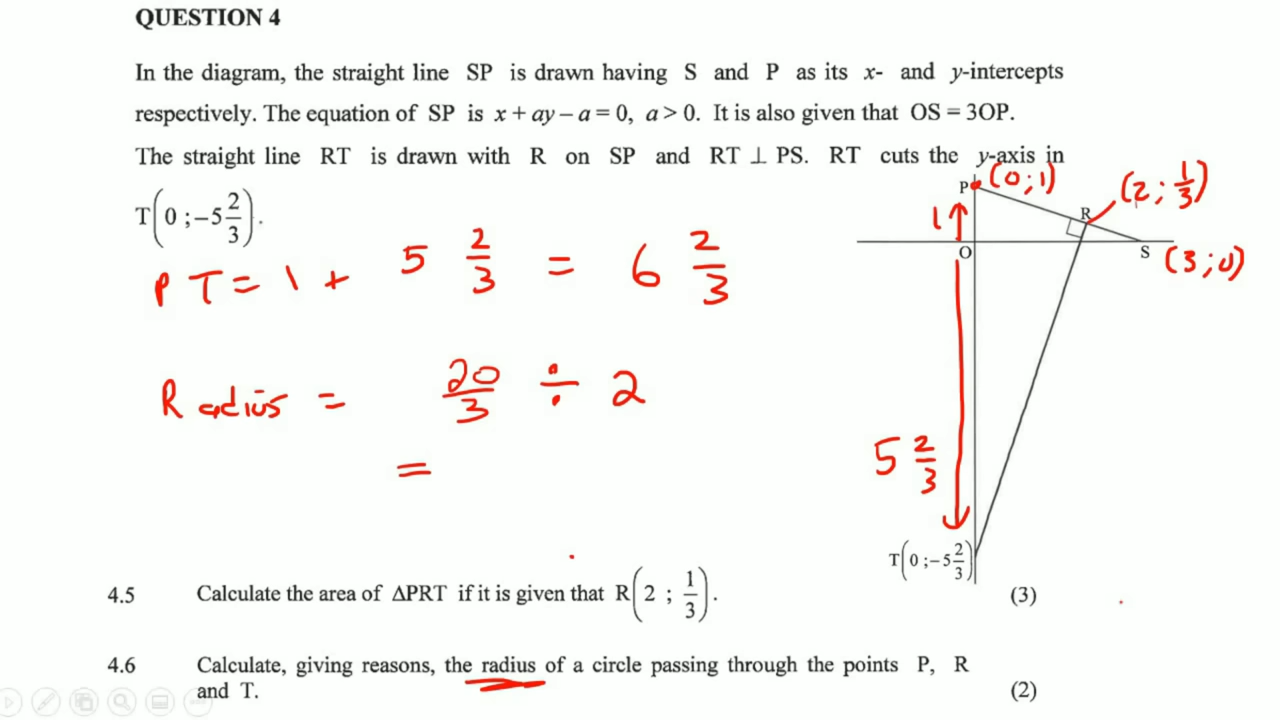 QUESTION 4
In the diagram, the straight line SP is drawn having S and P as its x- and y-intercepts
respectively. The equation of SP is x + ay – a = 0, a > 0. It is also given that OS = 3OP.
The straight line RT is drawn with R on SP and RT ⊥ PS. RT cuts the y-axis in
T(0 ; –5 2/3).
P (0;1)
(2; 1/3)
R
1
O
S (3;0)
PT = 1 + 5 2/3 = 6 2/3
Radius = 20/3 ÷ 2
=
5 2/3
T(0 ; –5 2/3)
4.5 Calculate the area of ΔPRT if it is given that R(2 ; 1/3). (3)
4.6 Calculate, giving reasons, the radius of a circle passing through the points P, R
and T. (2)